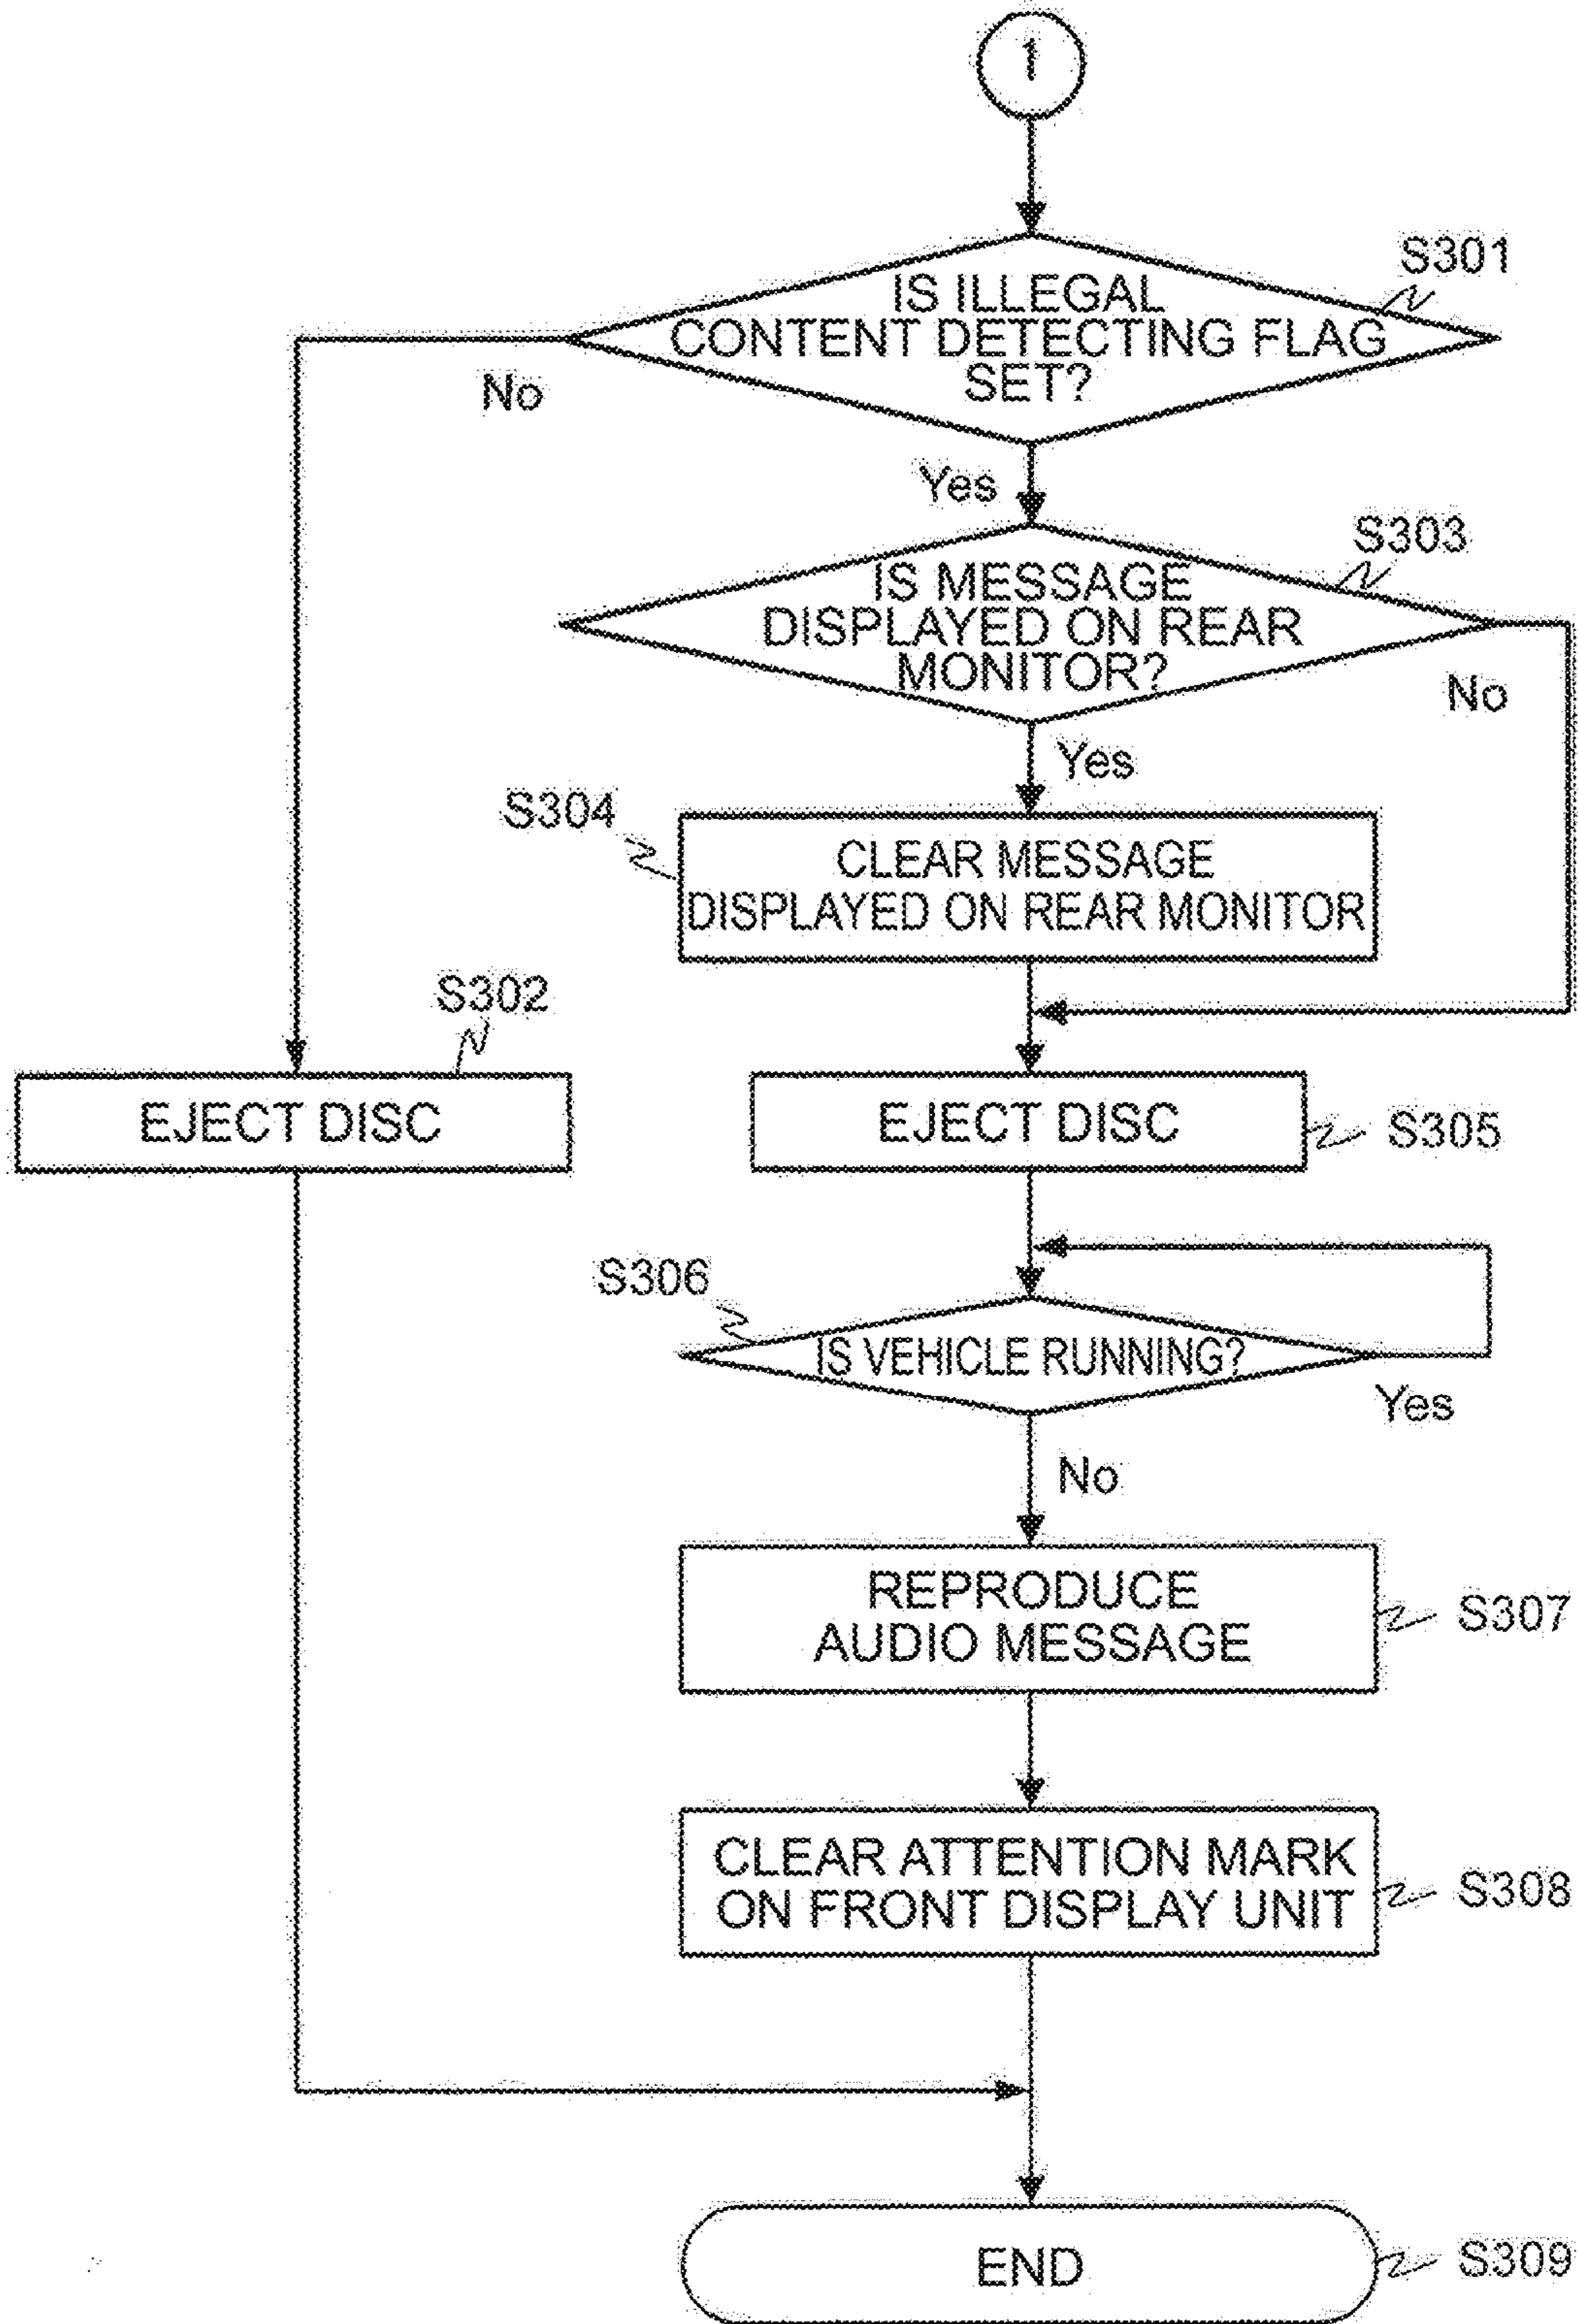 1
S301
IS ILLEGAL
CONTENT DETECTING FLAG
SET?
No
Yes
S303
IS MESSAGE
DISPLAYED ON REAR
MONITOR?
No
Yes
S304
CLEAR MESSAGE
DISPLAYED ON REAR MONITOR
S302
EJECT DISC
EJECT DISC
S305
S306
IS VEHICLE RUNNING?
Yes
No
REPRODUCE
AUDIO MESSAGE
S307
CLEAR ATTENTION MARK
ON FRONT DISPLAY UNIT
S308
END
S309